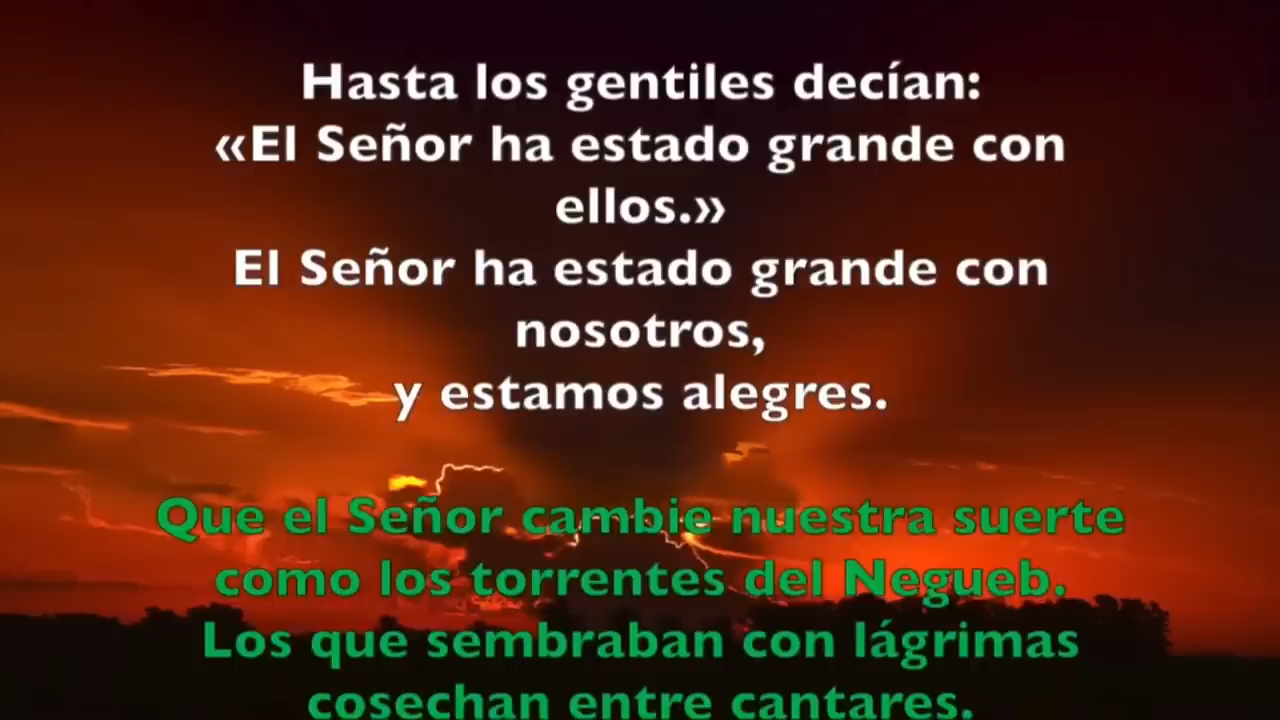 Hasta los gentiles decían:
«El Señor ha estado grande con
ellos.»
El Señor ha estado grande con
nosotros,
y estamos alegres.
Que el Señor cambie nuestra suerte
como los torrentes del Negueb.
Los que sembraban con lágrimas
cosechan entre cantares.